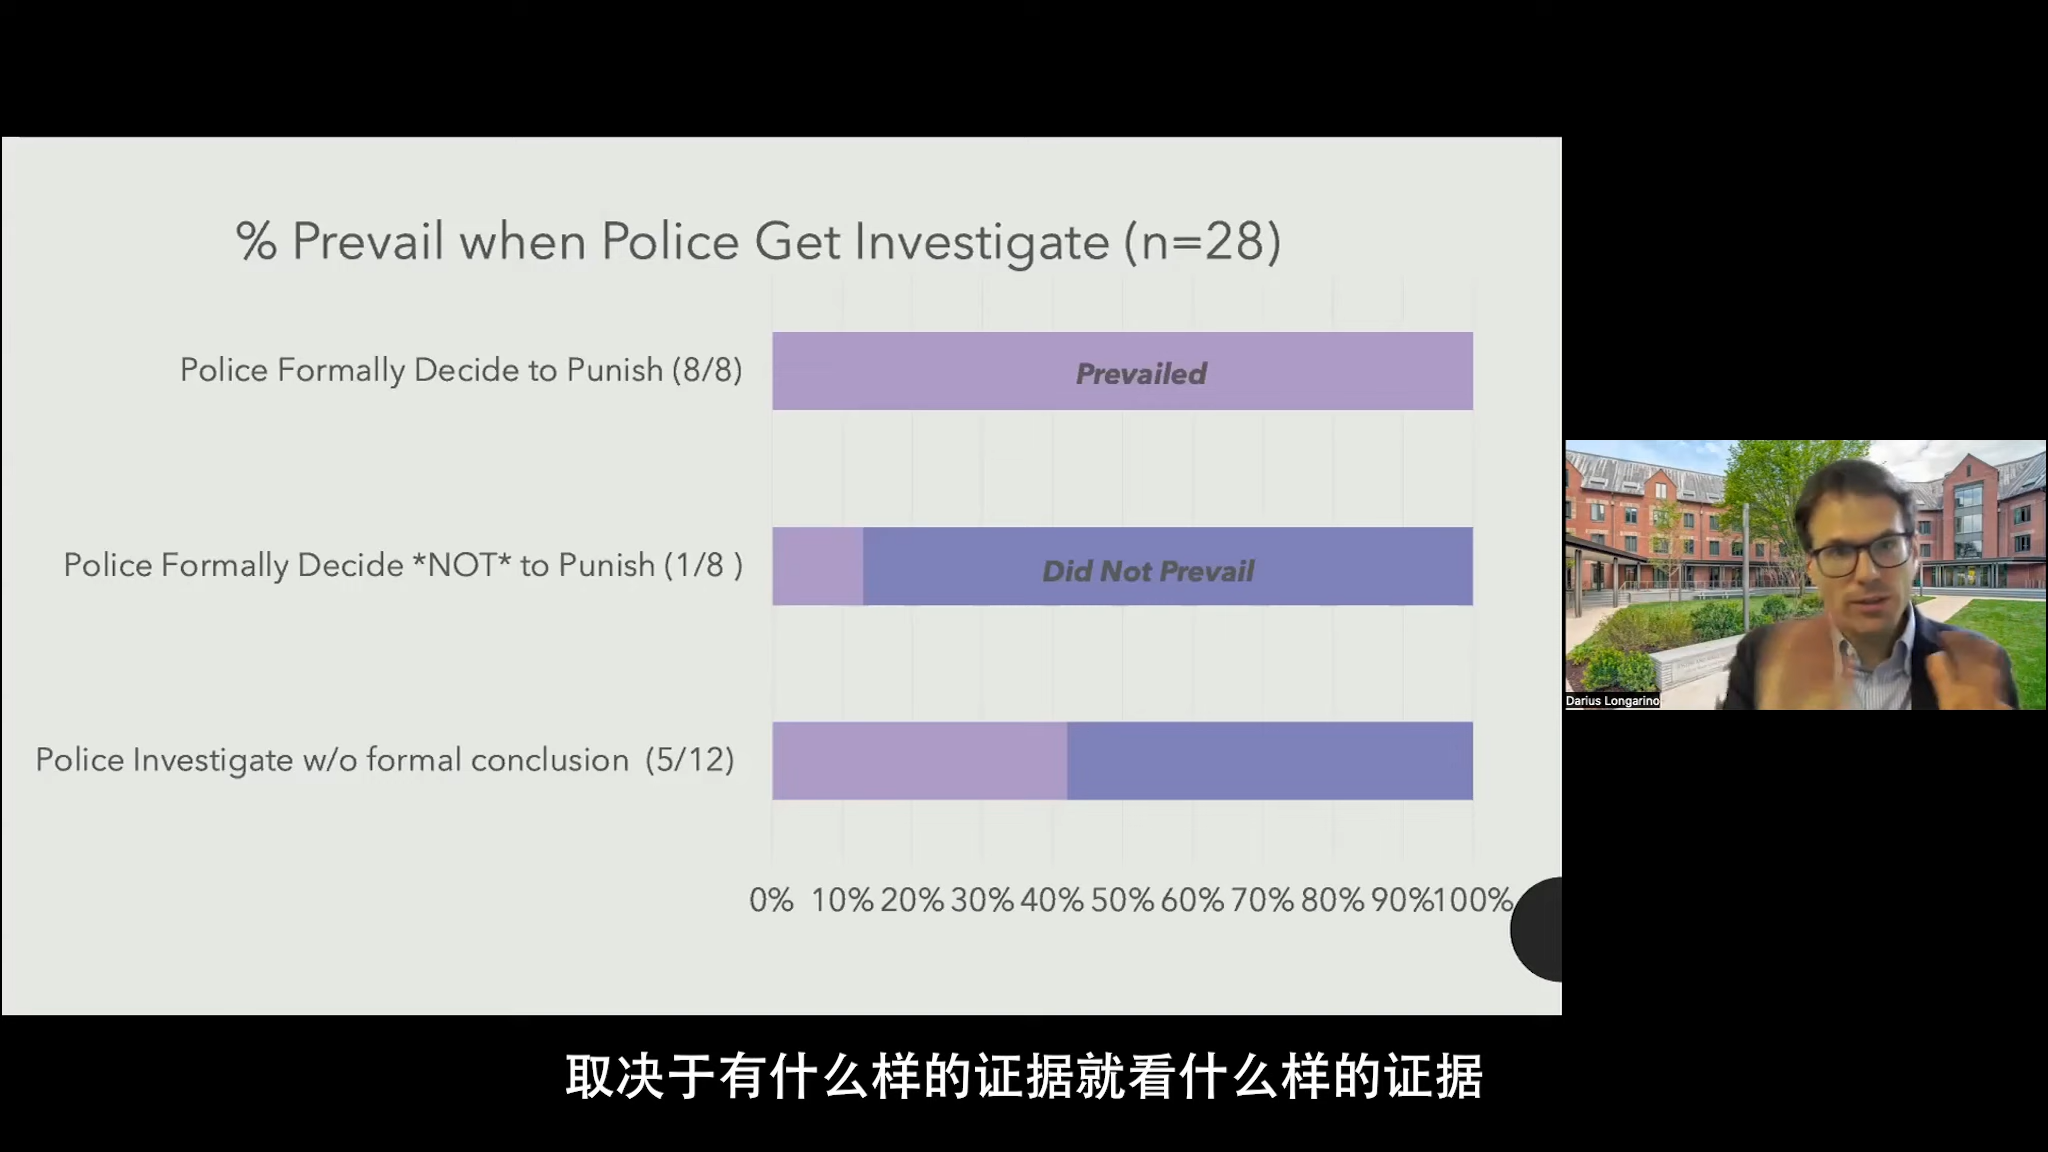 % Prevail when Police Get Investigate (n=28)
Police Formally Decide to Punish (8/8)
Prevailed
Police Formally Decide *NOT* to Punish (1/8 )
Did Not Prevail
Police Investigate w/o formal conclusion (5/12)
0% 10% 20% 30% 40% 50% 60% 70% 80% 90% 100%
Darius Longarino
取决于有什么样的证据就看什么样的证据